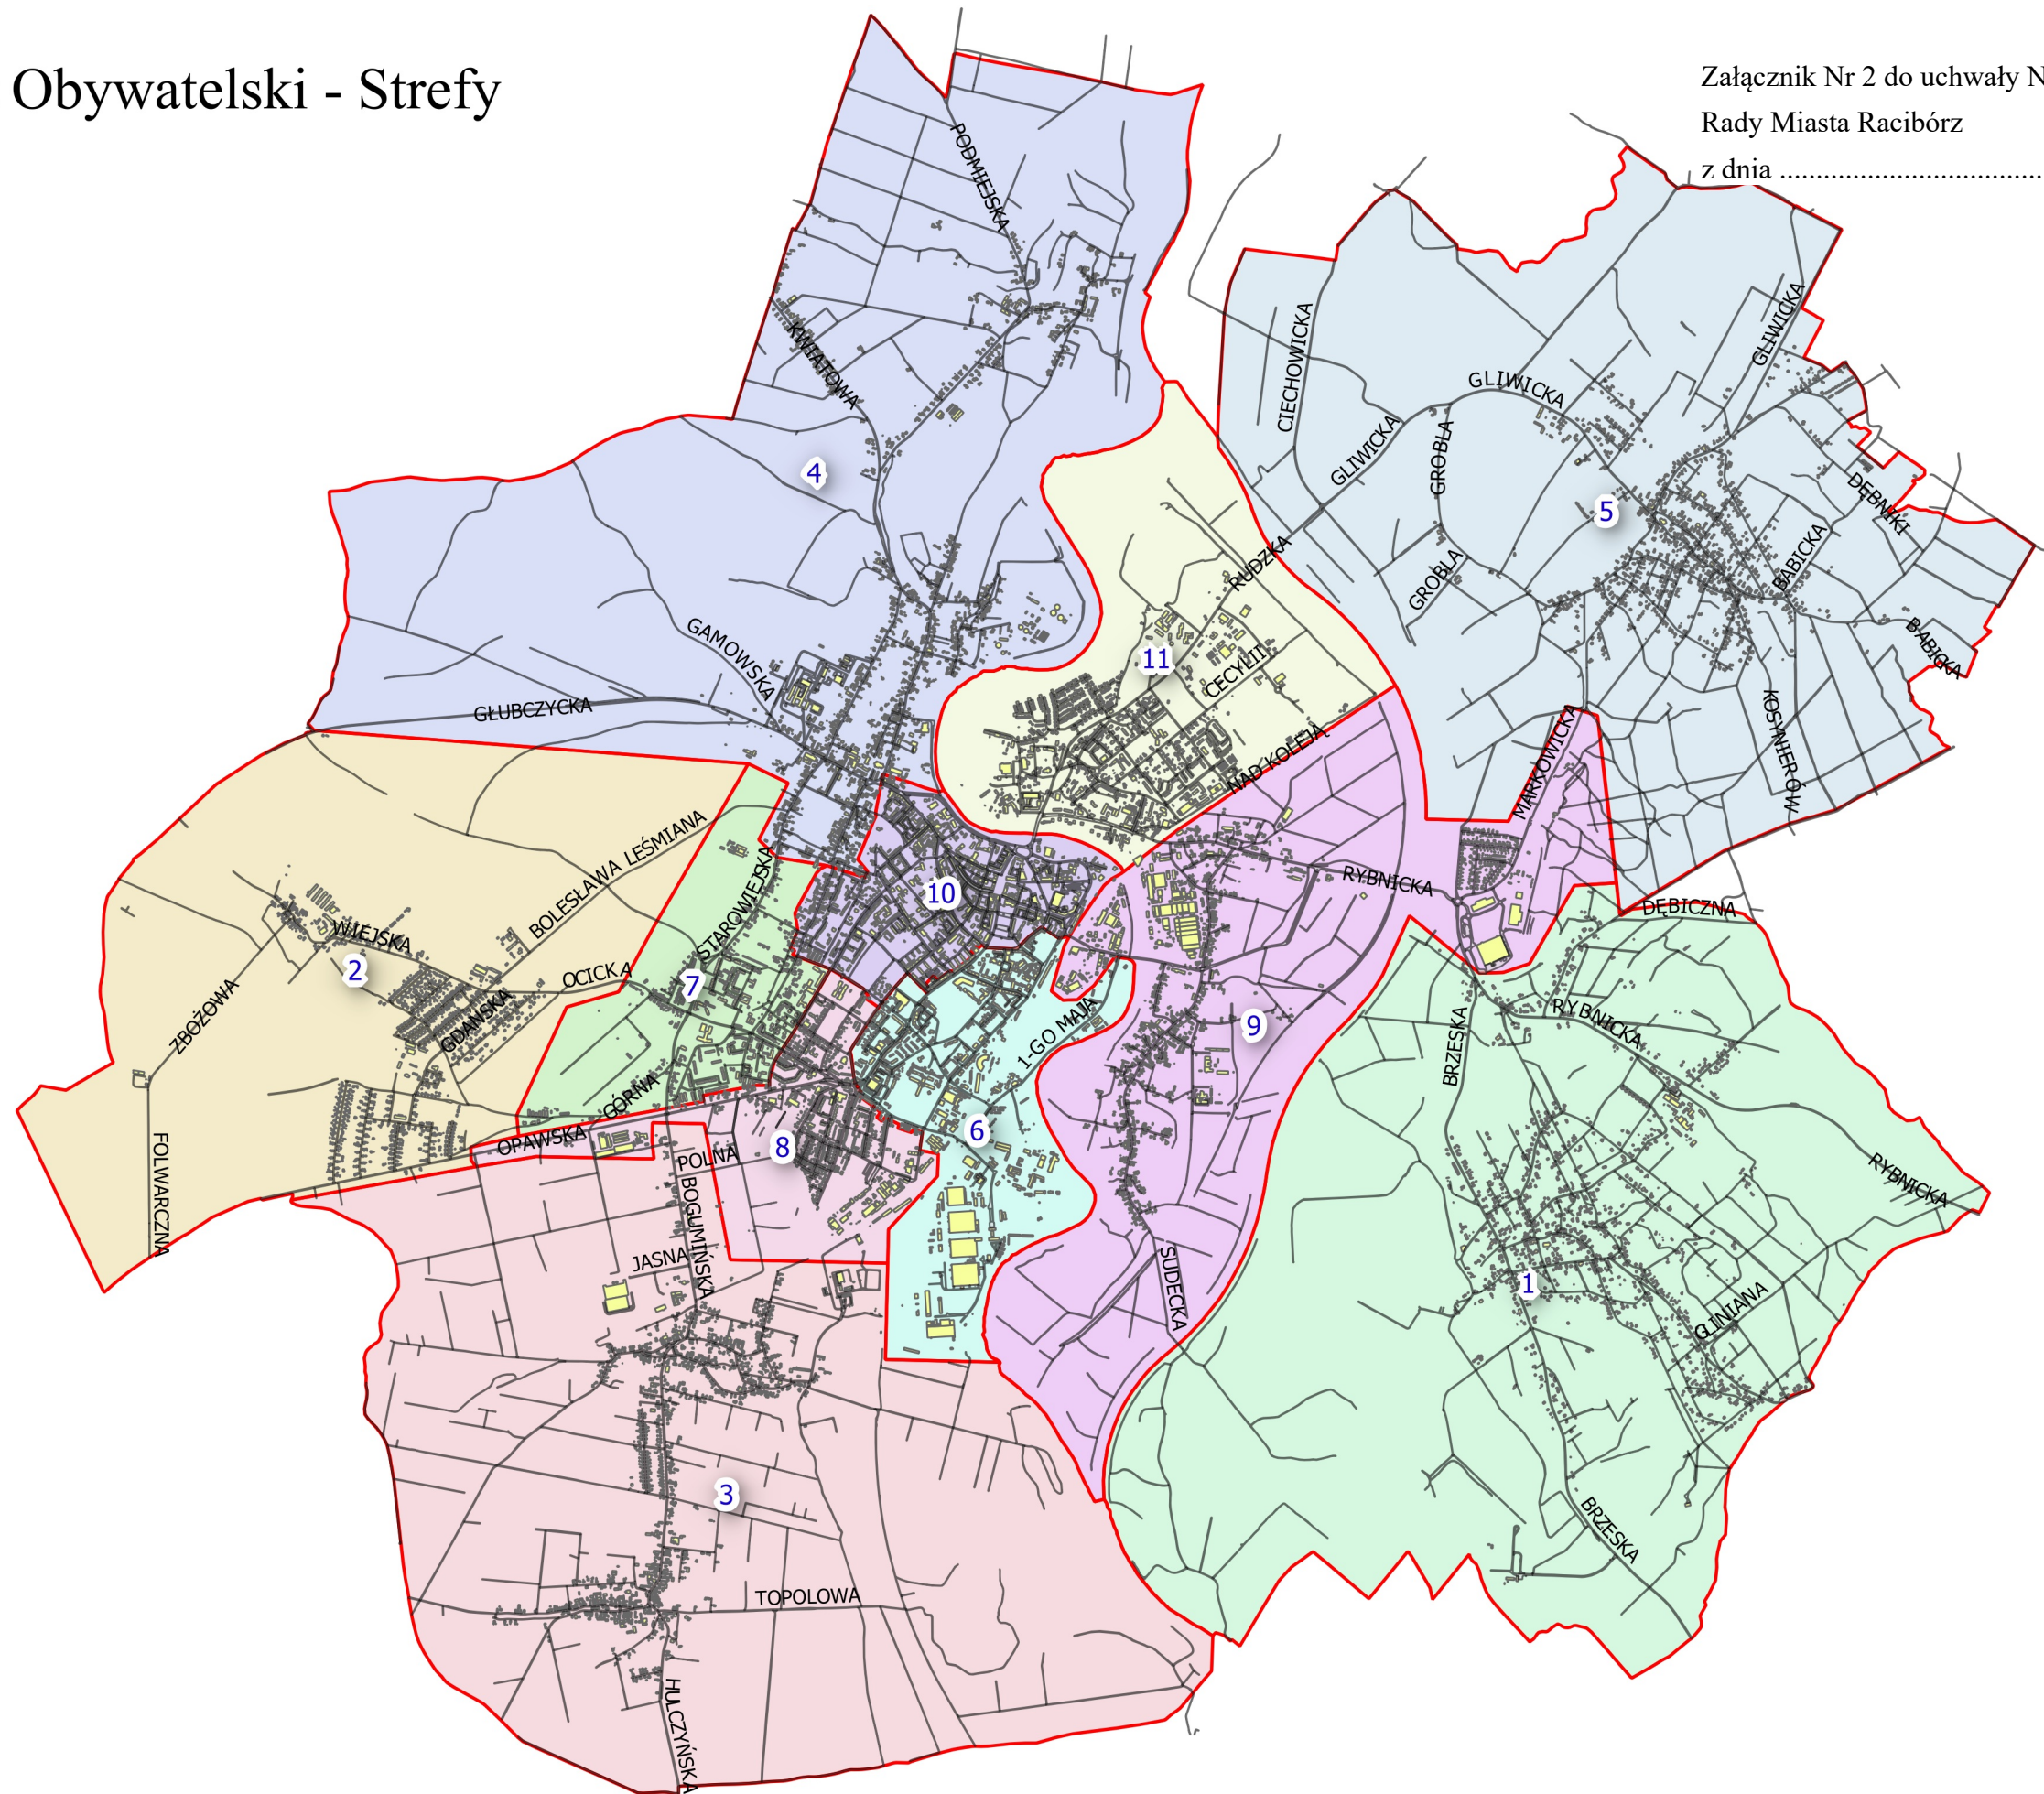 Obywatelski - Strefy
Załącznik Nr 2 do uchwały N
Rady Miasta Racibórz
z dnia ....................................
PODMIEJSKA
KWIATOWA
4
GAMOWSKA
GŁUBCZYCKA
CIECHOWICKA
GLIWICKA
GLIWICKA
GLIWICKA
GROBLA
GROBLA
5
DĘBNIKI
BABICKA
BABICKA
KOSYNIERÓW
RUDZKA
11
CECYLII
NAD KOLEJĄ
MARKOWICKA
RYBNICKA
DĘBICZNA
BOLESŁAWA LEŚMIANA
WIEJSKA
2
OCICKA
GDAŃSKA
ZBOŻOWA
FOLWARCZNA
STAROWIEJSKA
7
GÓRNA
OPAWSKA
10
1-GO MAJA
9
6
8
POLNA
BOGUMIŃSKA
JASNA
SUDECKA
BRZESKA
RYBNICKA
RYBNICKA
1
GLINIANA
BRZESKA
3
TOPOLOWA
HULCZYŃSKA